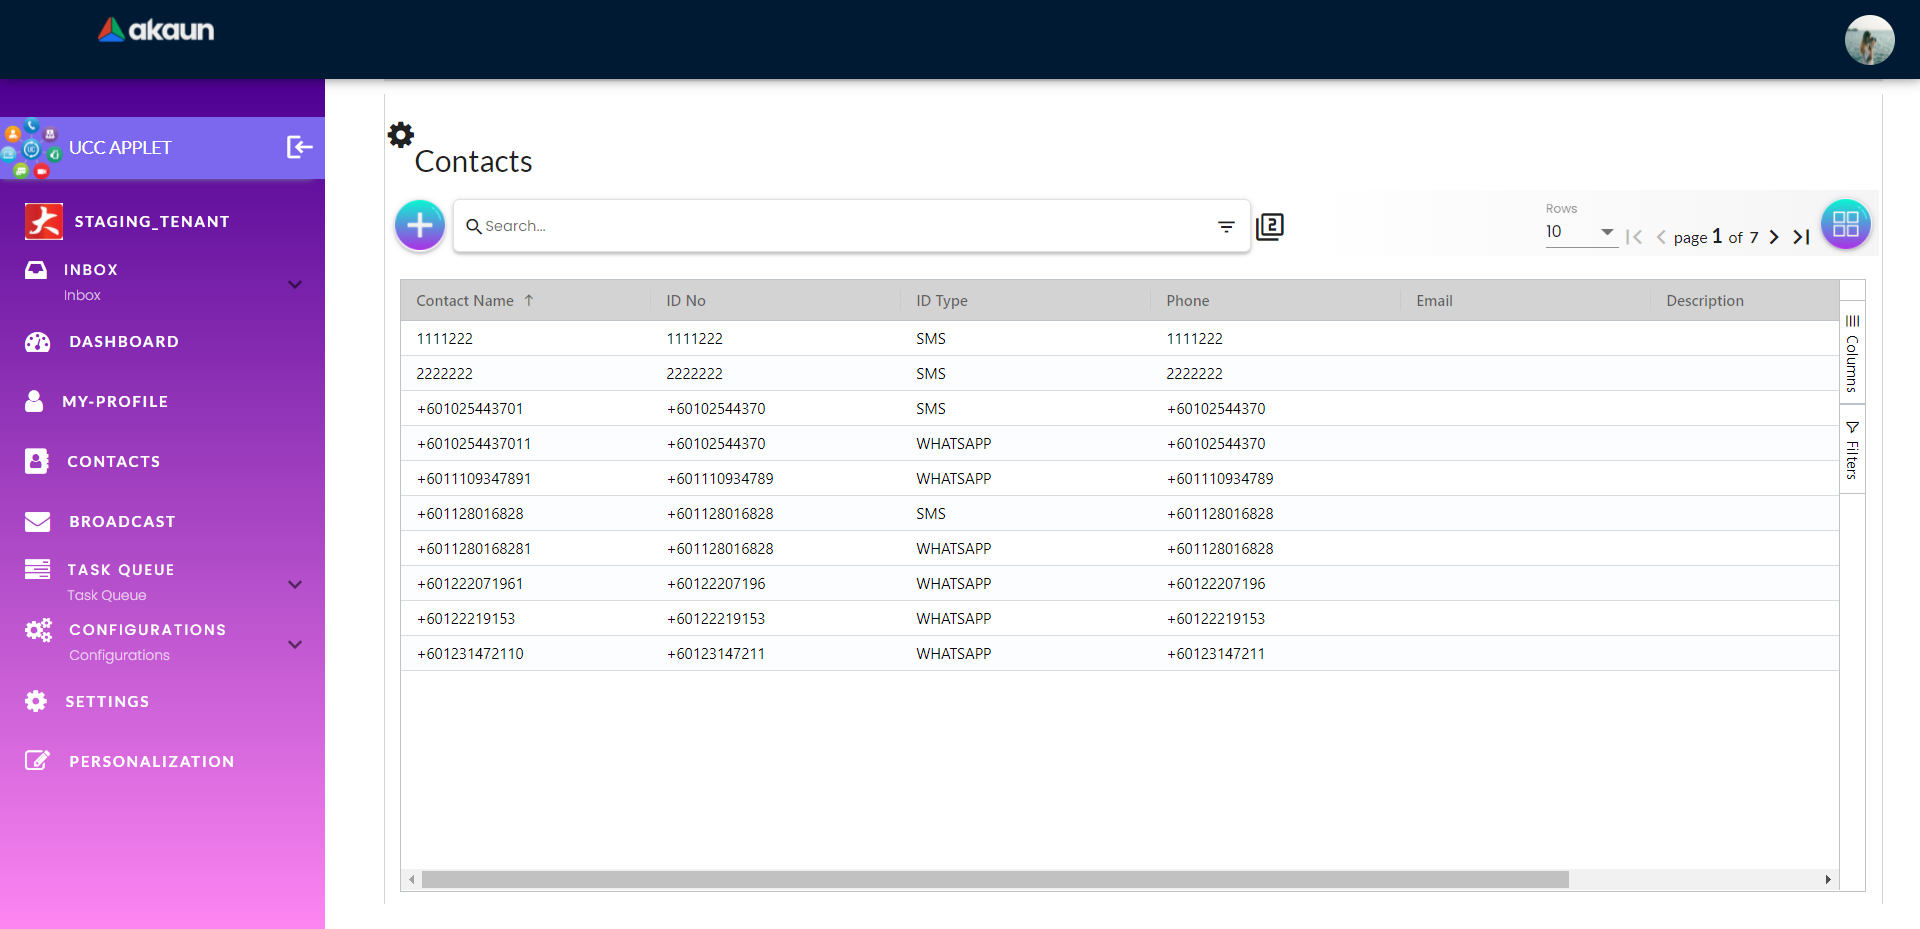 akaun
UCC APPLET
STAGING_TENANT
INBOX
Inbox
DASHBOARD
MY-PROFILE
CONTACTS
BROADCAST
TASK QUEUE
Task Queue
CONFIGURATIONS
Configurations
SETTINGS
PERSONALIZATION
Contacts
Search...
2
Rows
10
page 1 of 7
Contact Name ↑ ID No ID Type Phone Email Description
1111222 1111222 SMS 1111222
2222222 2222222 SMS 2222222
+601025443701 +60102544370 SMS +60102544370
+6010254437011 +60102544370 WHATSAPP +60102544370
+6011109347891 +601110934789 WHATSAPP +601110934789
+601128016828 +601128016828 SMS +601128016828
+6011280168281 +601128016828 WHATSAPP +601128016828
+601222071961 +60122207196 WHATSAPP +60122207196
+60122219153 +60122219153 WHATSAPP +60122219153
+601231472110 +60123147211 WHATSAPP +60123147211
Columns
Filters